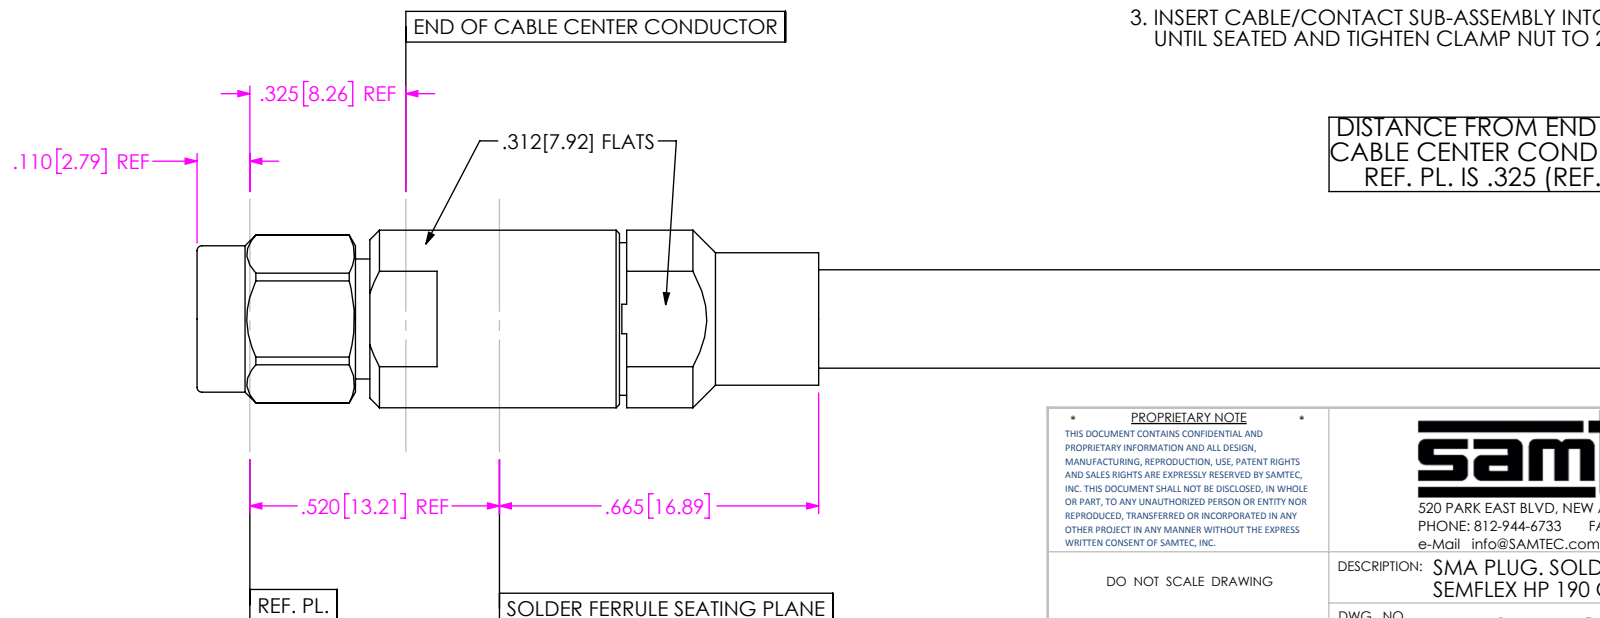 END OF CABLE CENTER CONDUCTOR
3. INSERT CABLE/CONTACT SUB-ASSEMBLY INTO
UNTIL SEATED AND TIGHTEN CLAMP NUT TO 2
.325[8.26] REF
.312[7.92] FLATS
.110[2.79] REF
DISTANCE FROM END
CABLE CENTER COND
REF. PL. IS .325 (REF.
.520[13.21] REF
.665[16.89]
REF. PL.
SOLDER FERRULE SEATING PLANE
* PROPRIETARY NOTE *
THIS DOCUMENT CONTAINS CONFIDENTIAL AND
PROPRIETARY INFORMATION AND ALL DESIGN,
MANUFACTURING, REPRODUCTION, USE, PATENT RIGHTS
AND SALES RIGHTS ARE EXPRESSLY RESERVED BY SAMTEC,
INC. THIS DOCUMENT SHALL NOT BE DISCLOSED, IN WHOLE
OR PART, TO ANY UNAUTHORIZED PERSON OR ENTITY NOR
REPRODUCED, TRANSFERRED OR INCORPORATED IN ANY
OTHER PROJECT IN ANY MANNER WITHOUT THE EXPRESS
WRITTEN CONSENT OF SAMTEC, INC.
DO NOT SCALE DRAWING
sam
520 PARK EAST BLVD, NEW
PHONE: 812-944-6733 FA
e-Mail info@SAMTEC.com
DESCRIPTION: SMA PLUG. SOLD
SEMFLEX HP 190
DWG. NO.